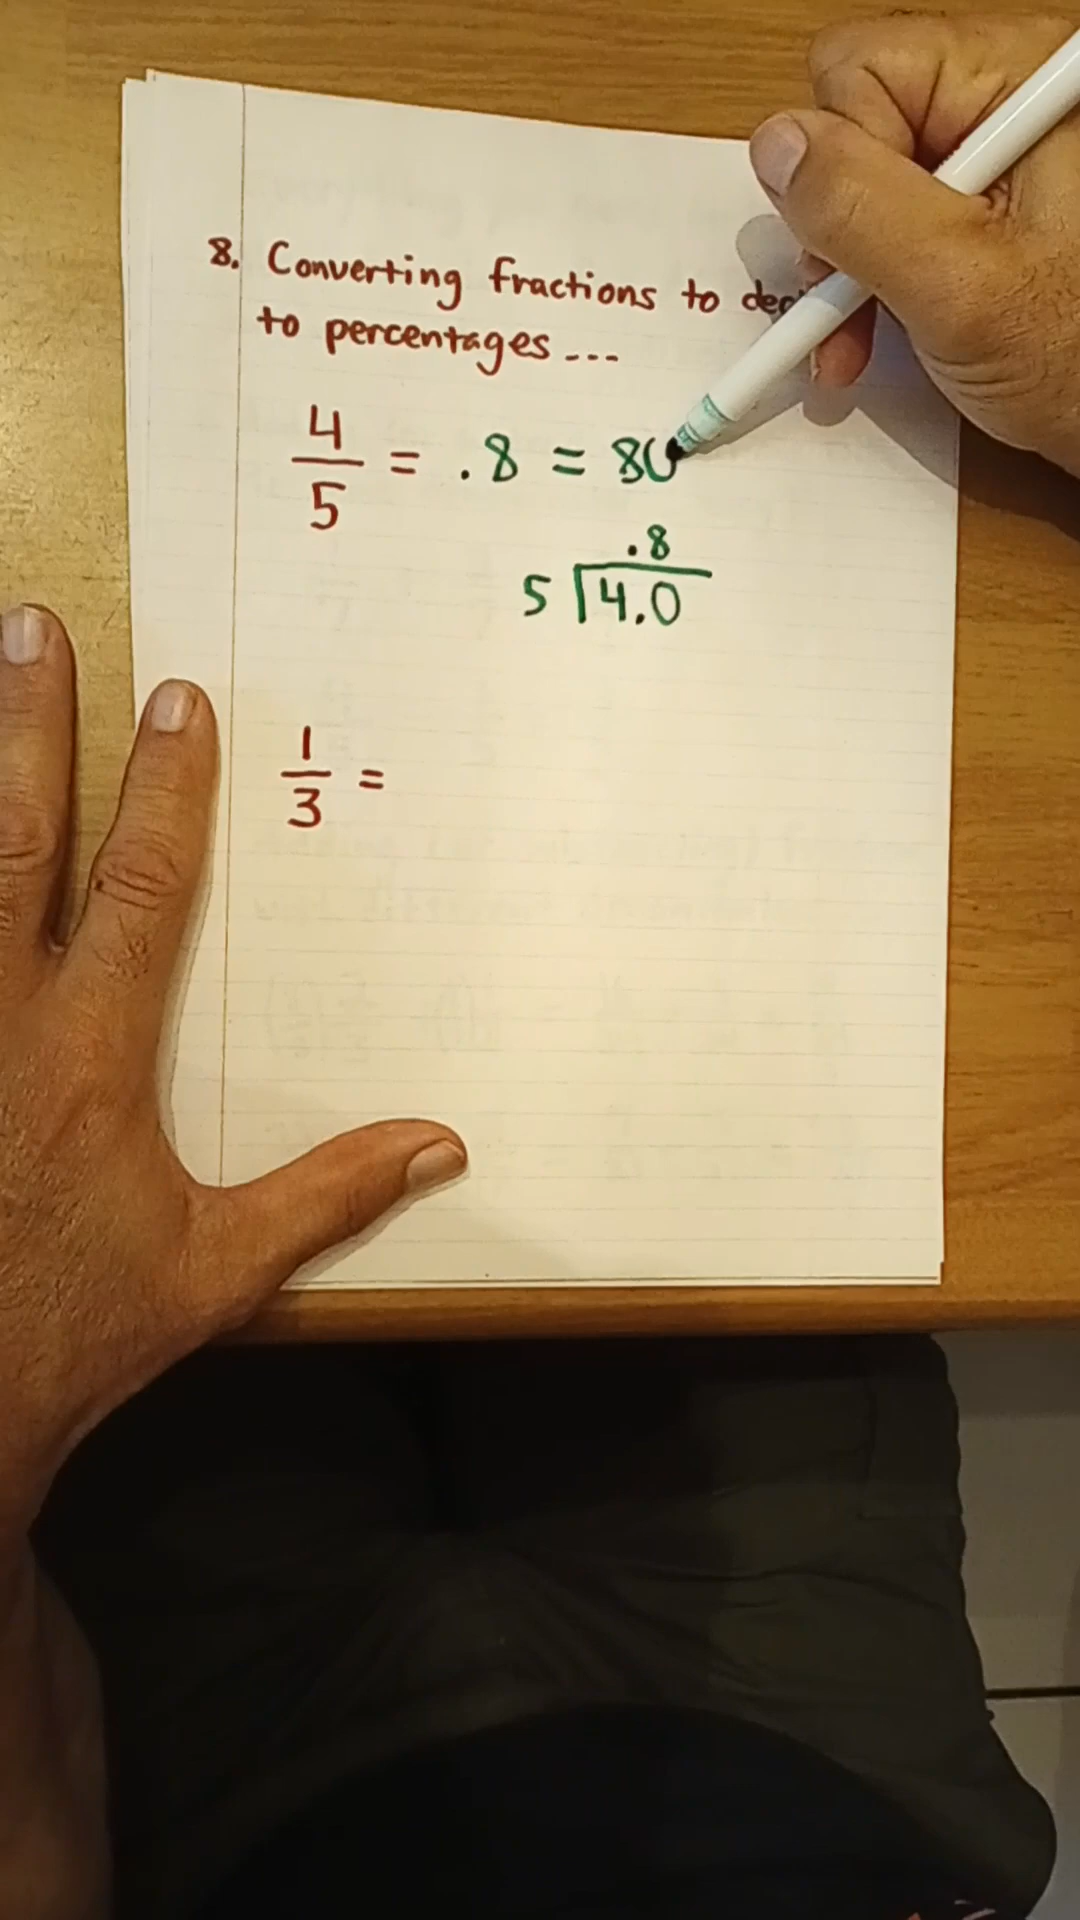 8. Converting fractions to
to percentages ...
4/5 = .8 = 80
.8
5 4.0
1/3 =